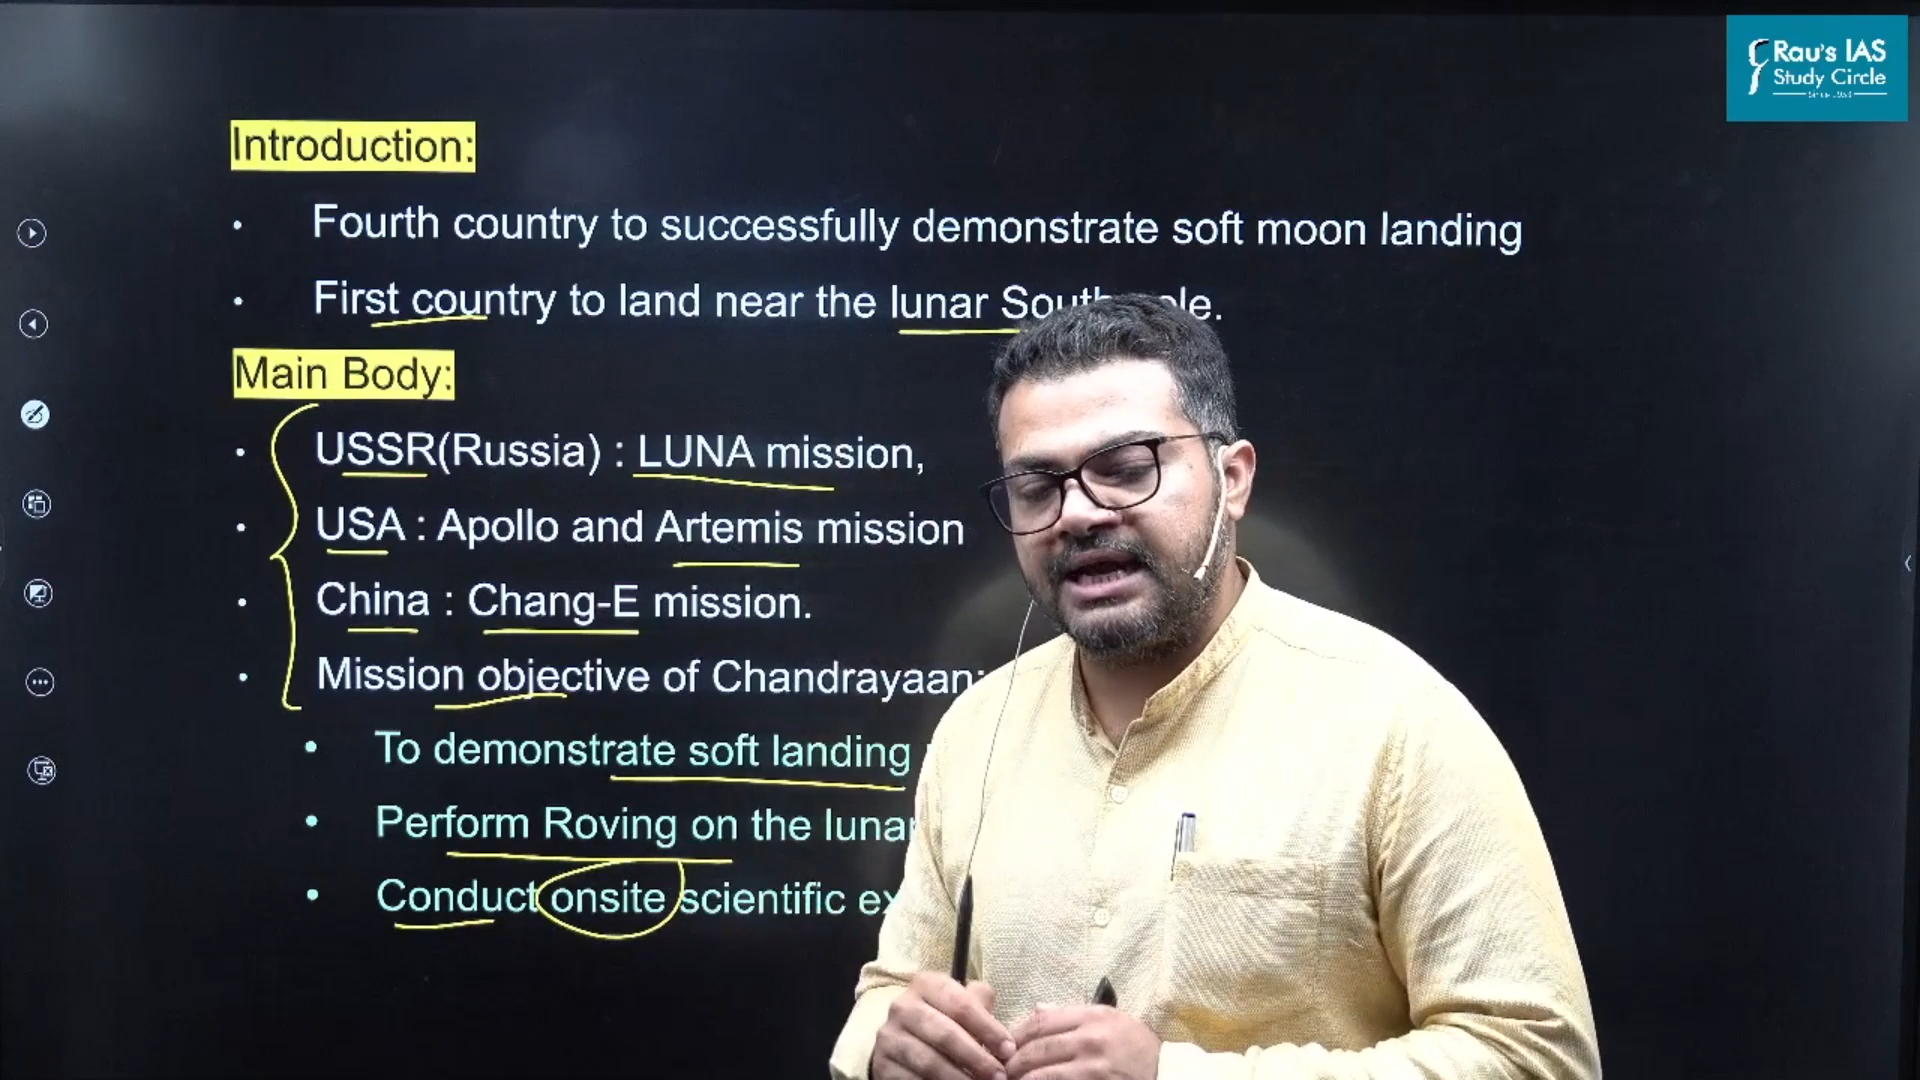 Rau's IAS
Study Circle
Introduction:
• Fourth country to successfully demonstrate soft moon landing
• First country to land near the lunar
Main Body:
• USSR(Russia) : LUNA mission,
• USA : Apollo and Artemis mission
• China : Chang-E mission.
• Mission objective of Chandrayaan:
• To demonstrate soft landing
• Perform Roving on the
• Conduct onsite scientific